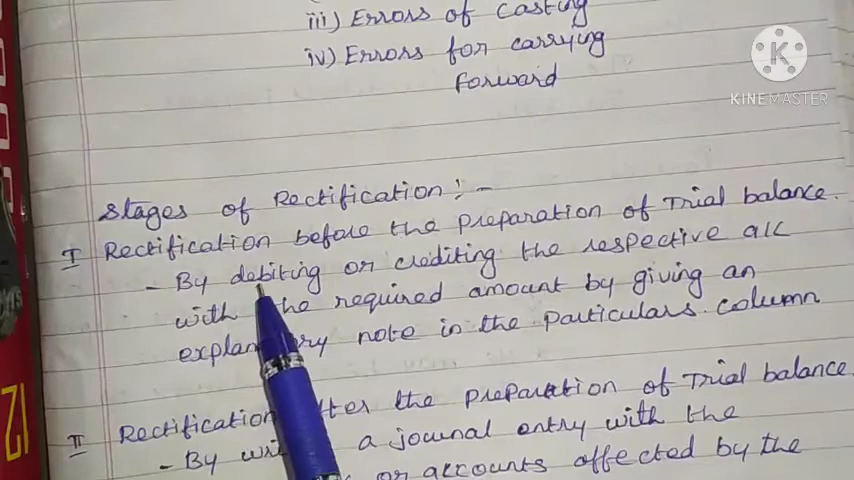 iii) Errors of casting
iv) Errors for carrying
forward
K
KINEMASTER
Stages of Rectification :-
I Rectification before the preparation of Trial balance.
- By debiting or crediting the respective a/c
with the required amount by giving an
note in the particulars column
II Rectification the preparation of Trial balance
- By a journal entry with the
or accounts affected by the
12